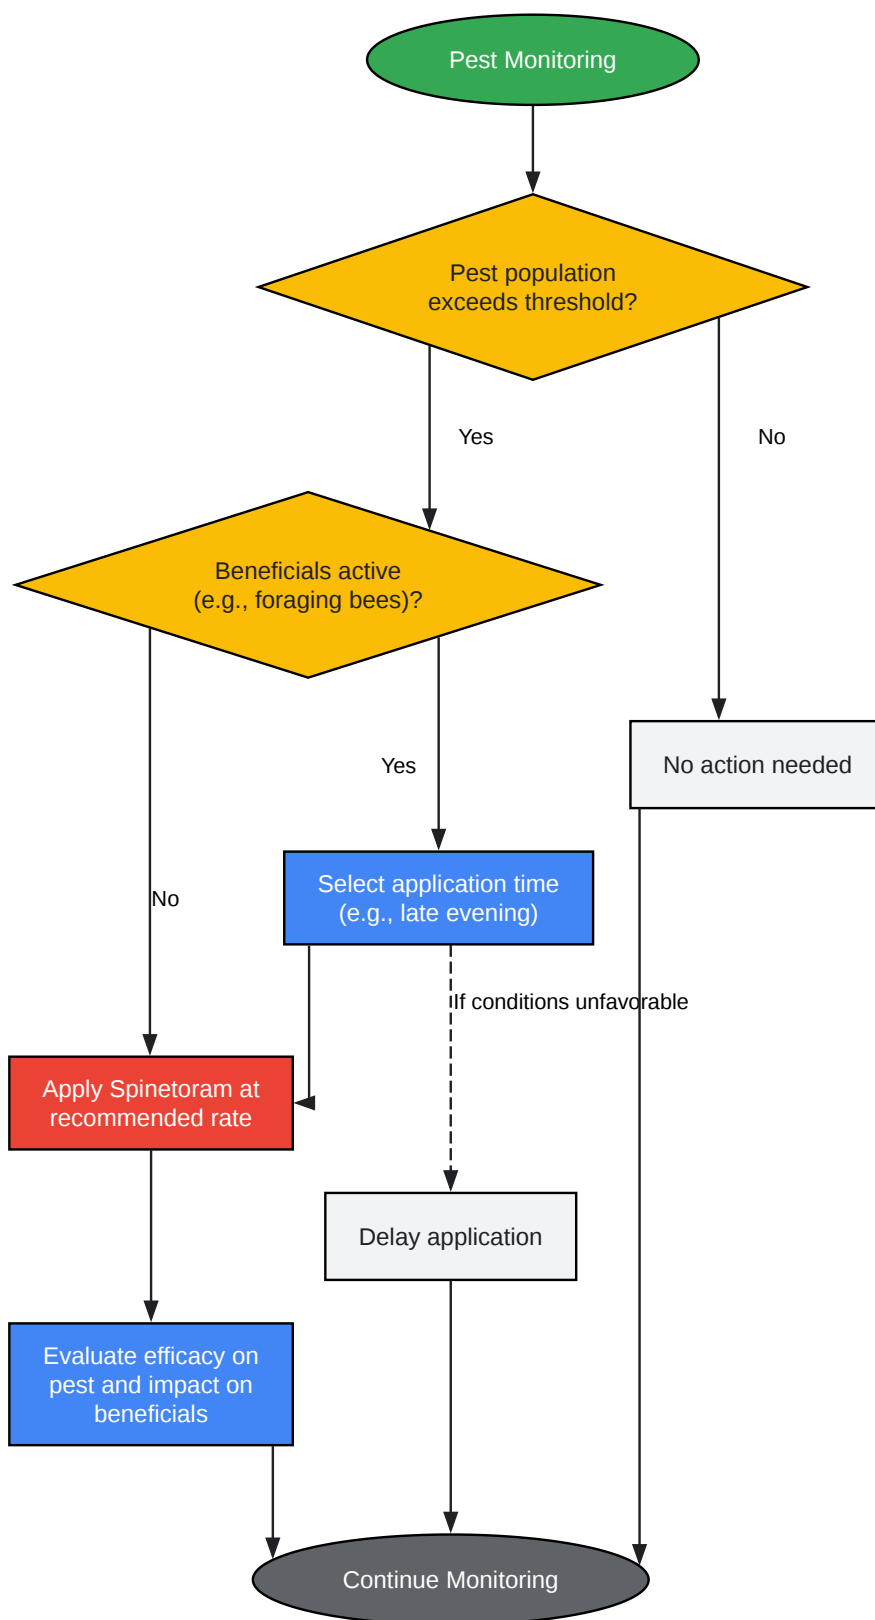 Pest Monitoring
Pest population
exceeds threshold?
Yes
No
Beneficials active
(e.g., foraging bees)?
Yes
No action needed
No
Select application time
(e.g., late evening)
If conditions unfavorable
Apply Spinetoram at
recommended rate
Delay application
Evaluate efficacy on
pest and impact on
beneficials
Continue Monitoring